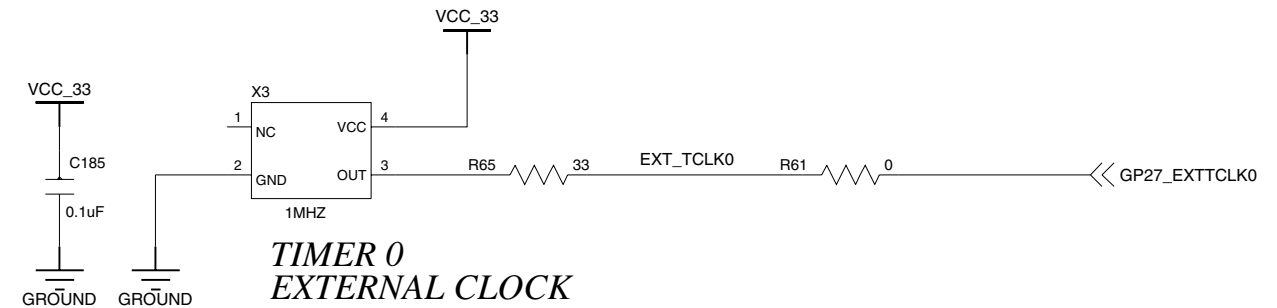 VCC_33
VCC_33
X3
1
NC
VCC
4
C185
2
GND
OUT
3
R65
33
EXT_TCLK0
R61
0
GP27_EXTTCLK0
0.1uF
1MHZ
TIMER 0
EXTERNAL CLOCK
GROUND
GROUND